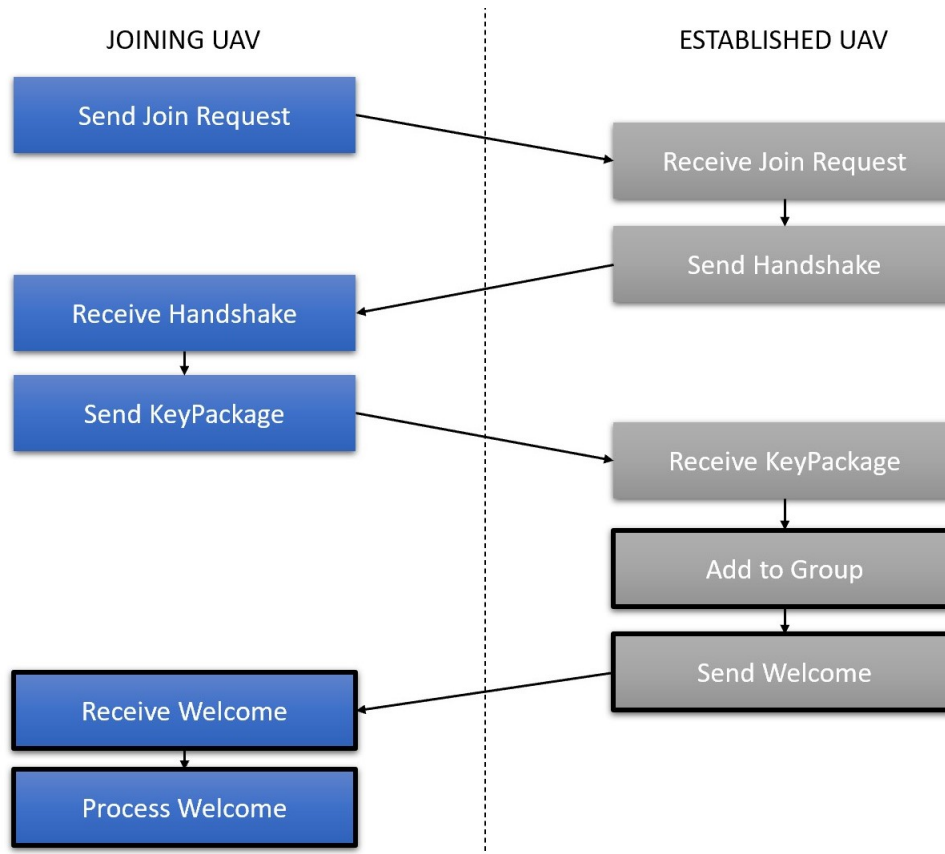 JOINING UAV
ESTABLISHED UAV
Send Join Request
Receive Join Request
Send Handshake
Receive Handshake
Send KeyPackage
Receive KeyPackage
Add to Group
Send Welcome
Receive Welcome
Process Welcome